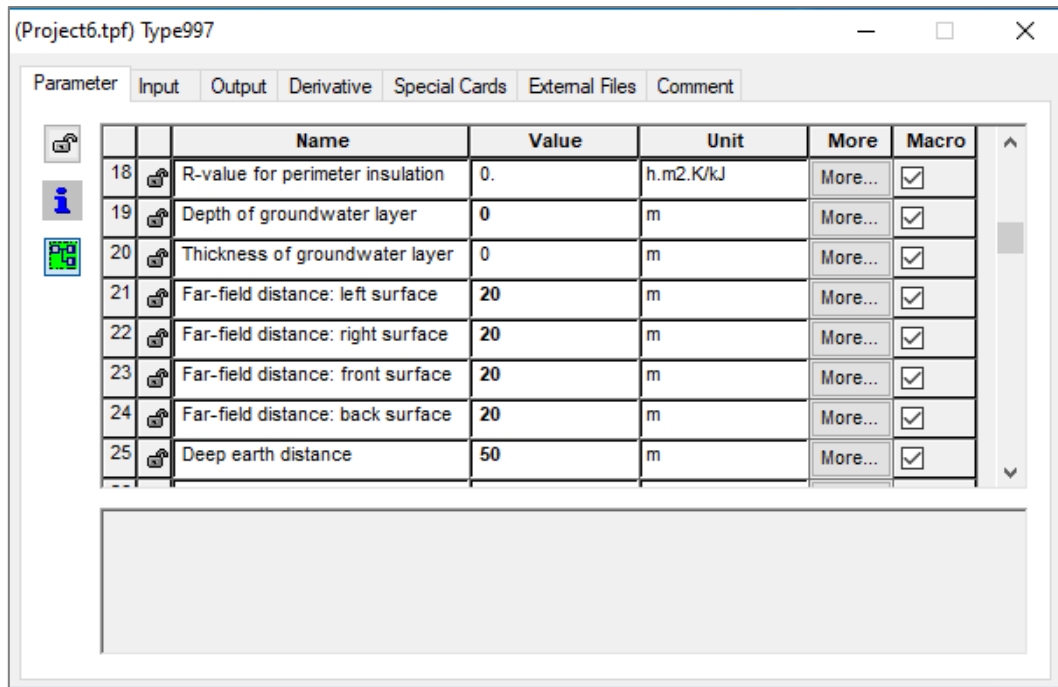 (Project6.tpf) Type997
Parameter Input Output Derivative Special Cards External Files Comment
Name Value Unit More Macro
18 R-value for perimeter insulation 0. h.m2.K/kJ More...
19 Depth of groundwater layer 0 m More...
20 Thickness of groundwater layer 0 m More...
21 Far-field distance: left surface 20 m More...
22 Far-field distance: right surface 20 m More...
23 Far-field distance: front surface 20 m More...
24 Far-field distance: back surface 20 m More...
25 Deep earth distance 50 m More...